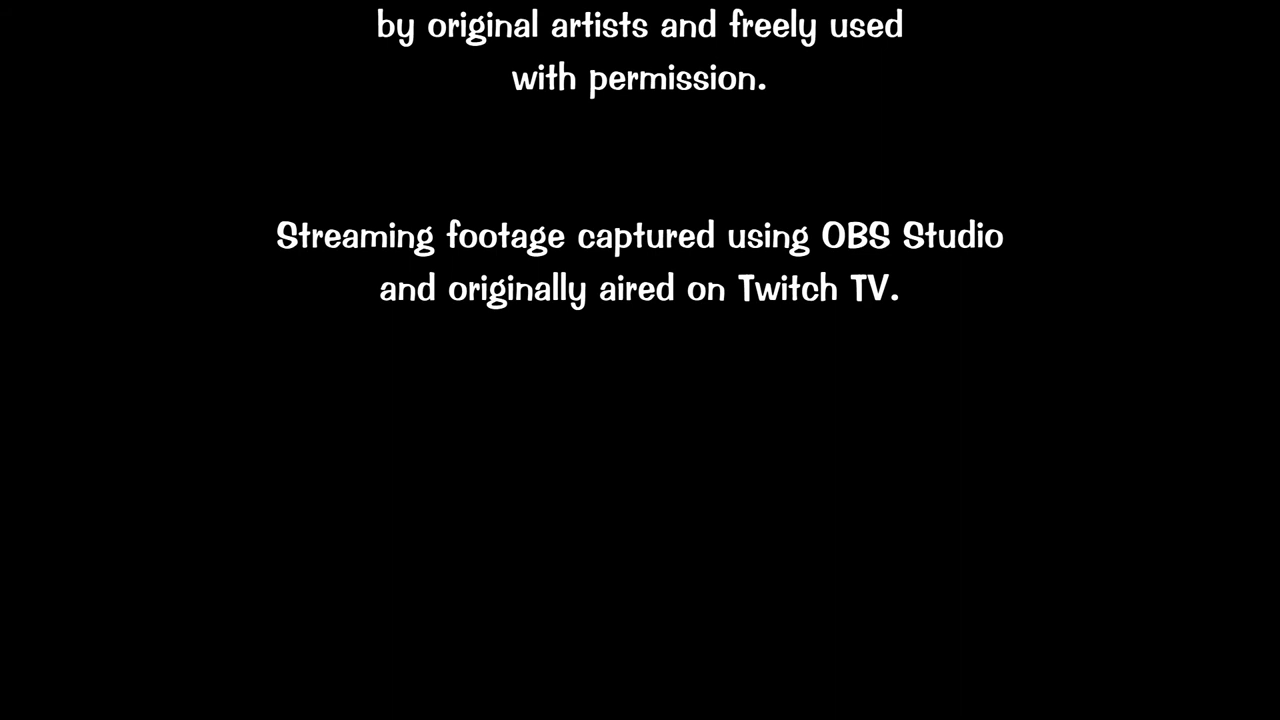 by original artists and freely used
with permission.
Streaming footage captured using OBS Studio
and originally aired on Twitch TV.